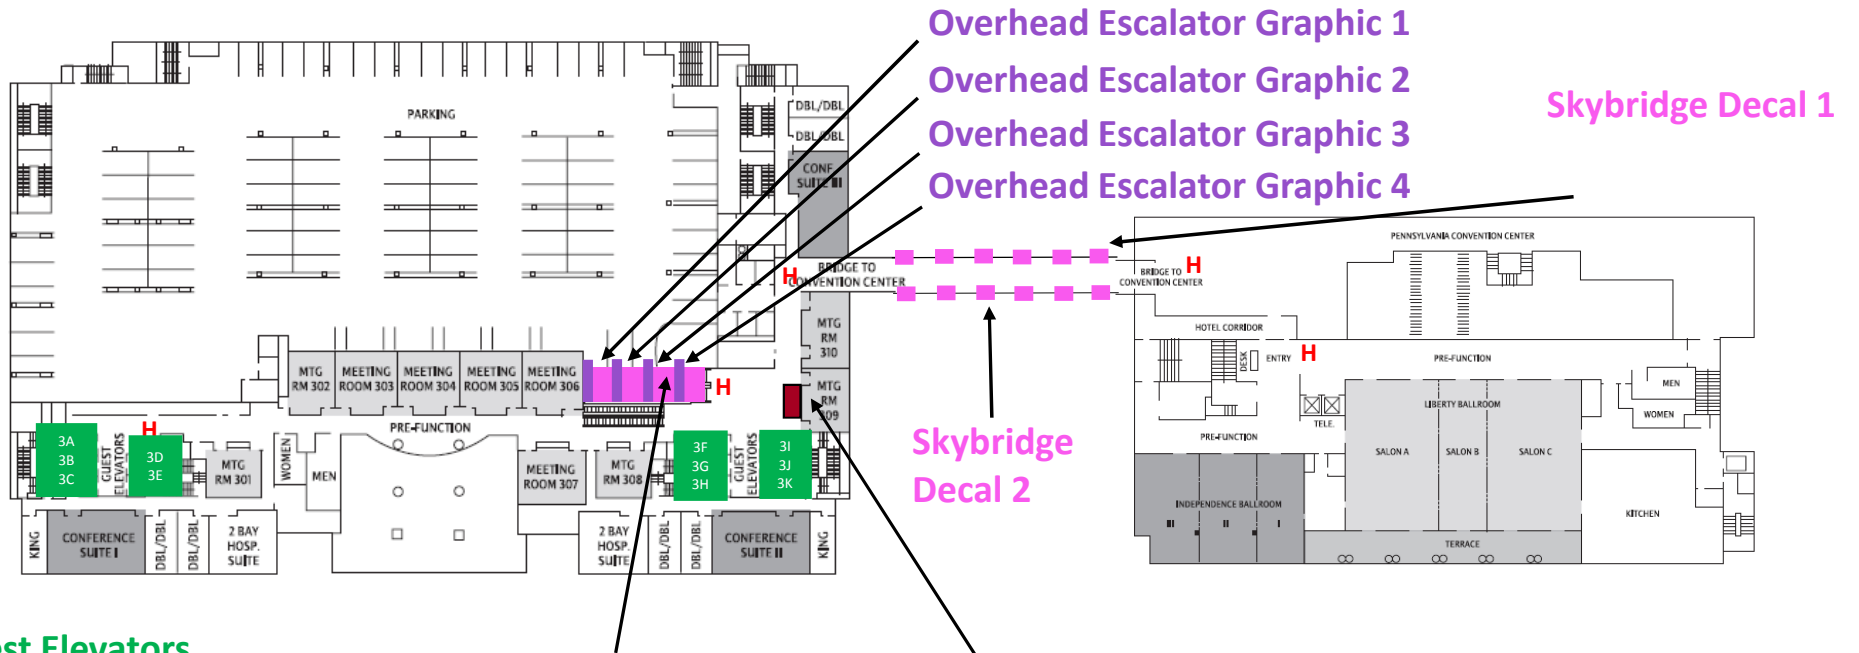 Overhead Escalator Graphic 1
Overhead Escalator Graphic 2
Overhead Escalator Graphic 3
Overhead Escalator Graphic 4
Skybridge Decal 1
PARKING
DBL/DBL
DBL/DBL
CONF
SUITE III
PENNSYLVANIA CONVENTION CENTER
H
BRIDGE TO
CONVENTION CENTER
BRIDGE TO
CONVENTION CENTER
H
HOTEL CORRIDOR
DESK
ENTRY
H
PRE-FUNCTION
MTG
RM
310
MTG
RM 302
MEETING
ROOM 303
MEETING
ROOM 304
MEETING
ROOM 305
MEETING
ROOM 306
H
MTG
RM
309
MEN
WOMEN
LIBERTY BALLROOM
TELE.
PRE-FUNCTION
H
PRE-FUNCTION
3A
3B
3C
GUEST
ELEVATORS
3D
3E
MTG
RM 301
WOMEN
MEN
MEETING
ROOM 307
MTG
RM 308
3F
3G
3H
GUEST
ELEVATORS
3I
3J
3K
Skybridge
Decal 2
SALON A
SALON B
SALON C
INDEPENDENCE BALLROOM
III
II
I
KITCHEN
TERRACE
KING
CONFERENCE
SUITE I
DBL/DBL
DBL/DBL
2 BAY
HOSP.
SUITE
2 BAY
HOSP.
SUITE
DBL/DBL
DBL/DBL
CONFERENCE
SUITE II
KING
est Elevators